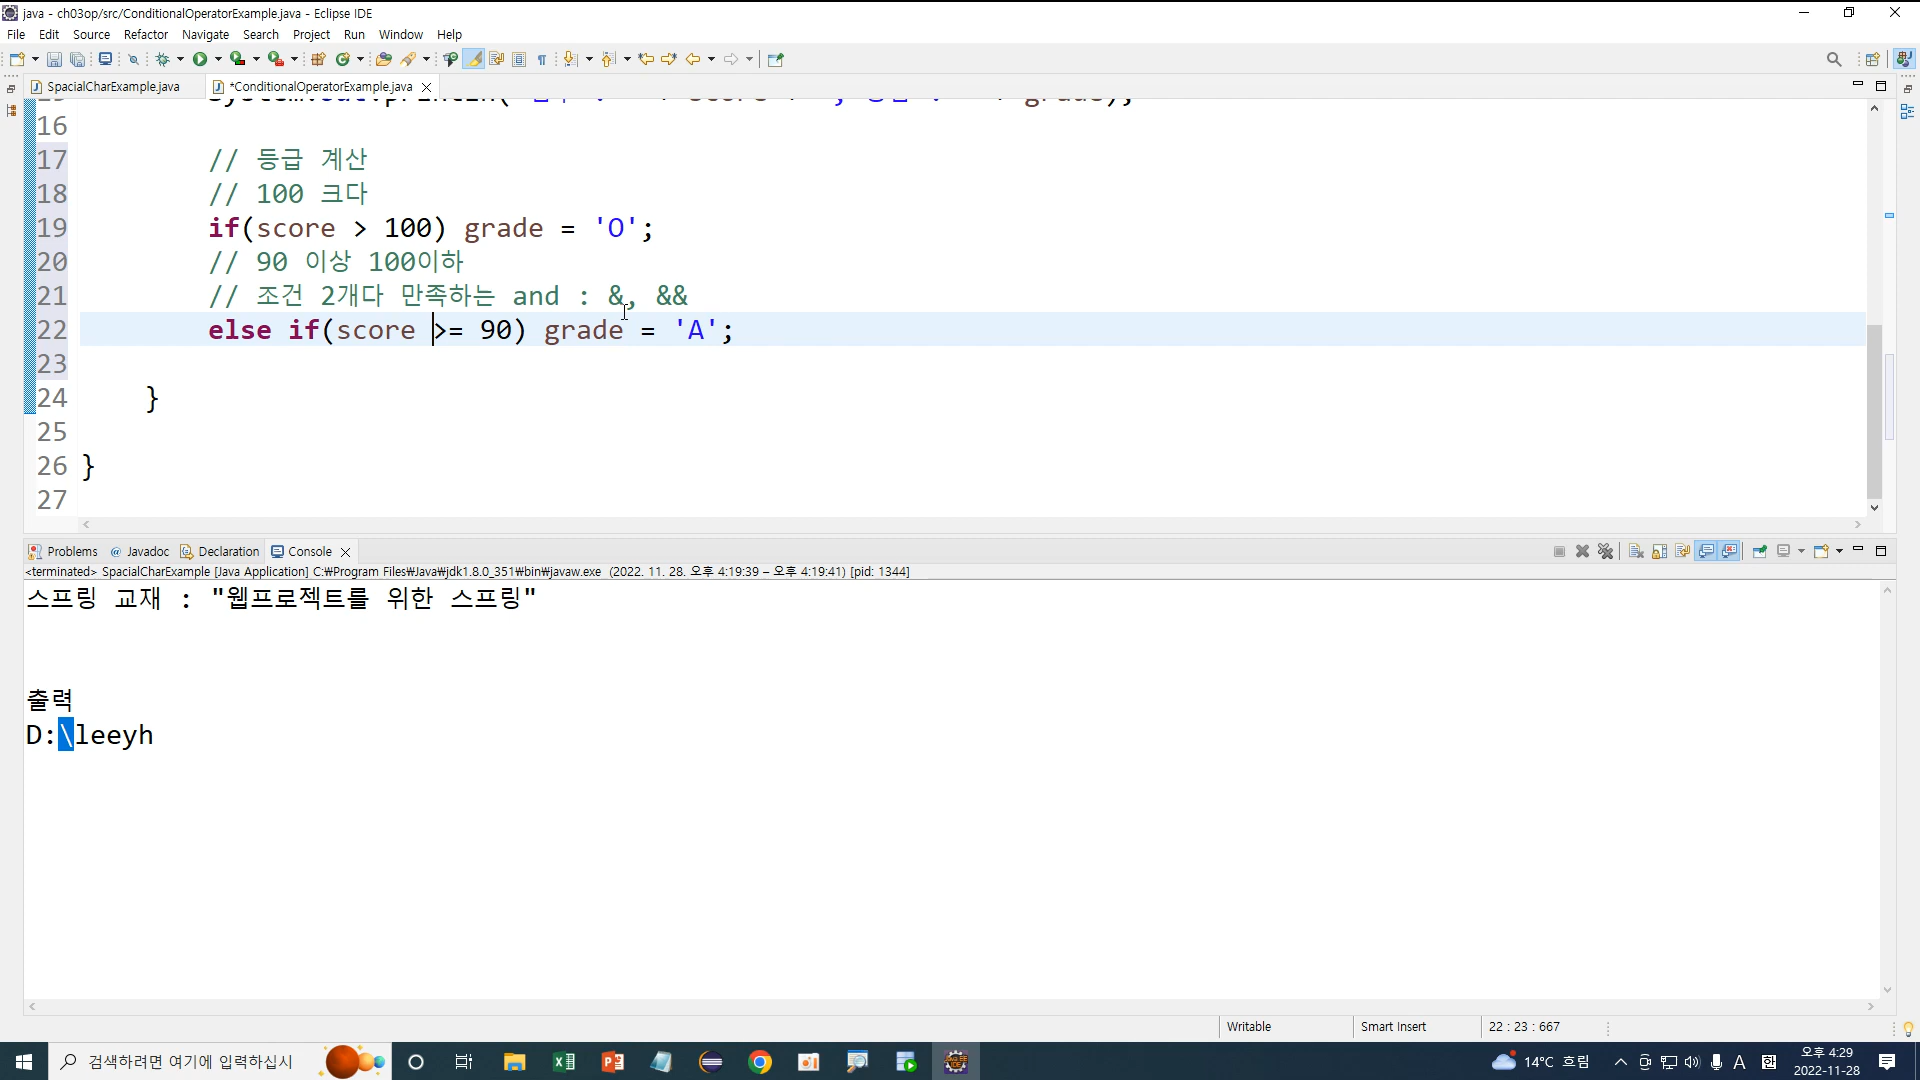 java - ch03op/src/ConditionalOperatorExample.java - Eclipse IDE
File Edit Source Refactor Navigate Search Project Run Window Help
SpacialCharExample.java *ConditionalOperatorExample.java
16
17 // 등급 계산
18 // 100 크다
19 if(score > 100) grade = 'O';
20 // 90 이상 100이하
21 // 조건 2개다 만족하는 and : &, &&
22 else if(score >= 90) grade = 'A';
23
24 }
25
26 }
27
Problems @ Javadoc Declaration Console
<terminated> SpacialCharExample [Java Application] C:₩Program Files₩Java₩jdk1.8.0_351₩bin₩javaw.exe (2022. 11. 28. 오후 4:19:39 – 오후 4:19:41) [pid: 1344]
스프링 교재 : "웹프로젝트를 위한 스프링"
출력
D:\leeyh
Writable Smart Insert 22 : 23 : 667
검색하려면 여기에 입력하십시 14°C 흐림 A 한 오후 4:29
2022-11-28